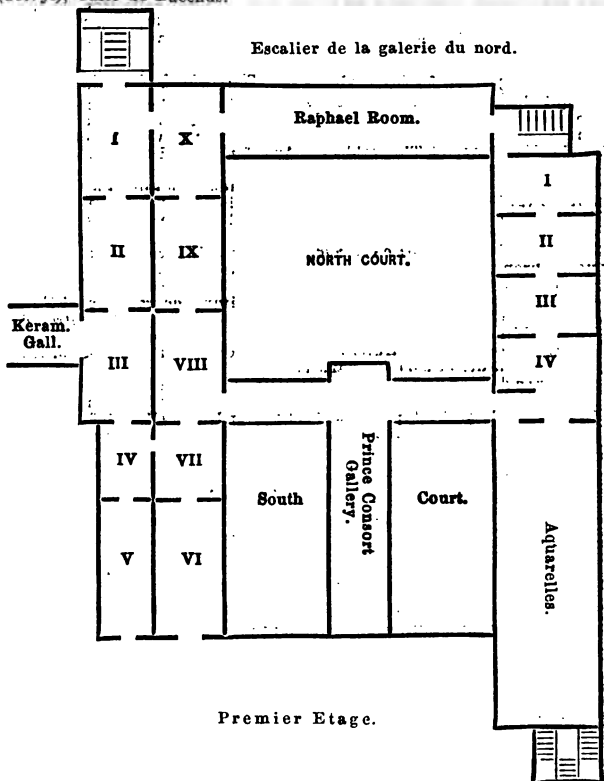 Escalier de la galerie du nord.
Raphael Room.
I
X
I
II
IX
NORTH COURT.
II
III
Keram.
Gall.
III
VIII
IV
IV
VII
Prince Consort
Gallery.
South
Court.
V
VI
Aquarelles.
Premier Etage.